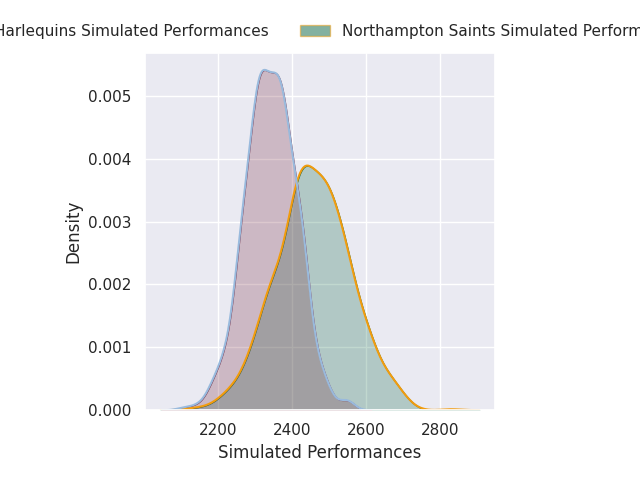 Harlequins Simulated Performances Northampton Saints Simulated
0.005
0.004
0.003
0.002
0.001
0.000
Density
2200 2400 2600 2800
Simulated Performances